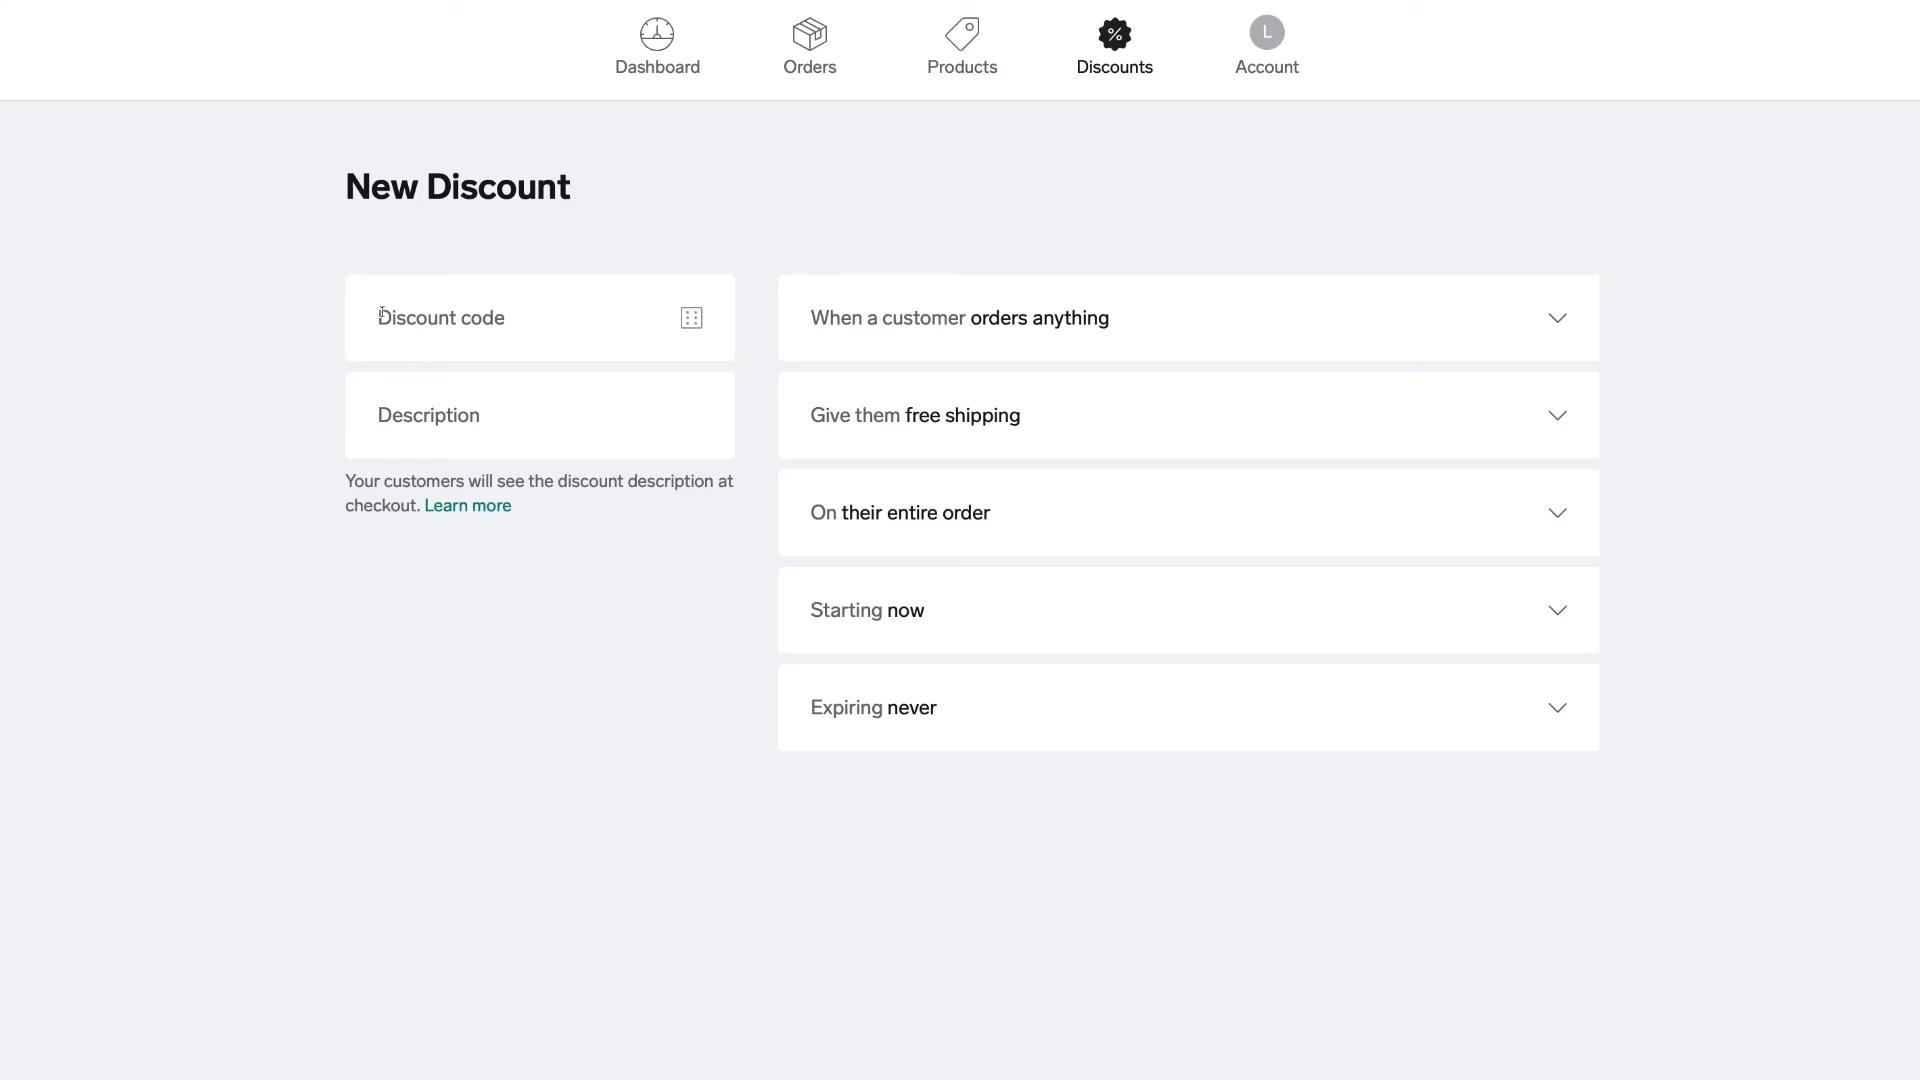 Dashboard
Orders
Products
%
Discounts
L
Account
New Discount
Discount code
Description
Your customers will see the discount description at
checkout. Learn more
When a customer orders anything
Give them free shipping
On their entire order
Starting now
Expiring never